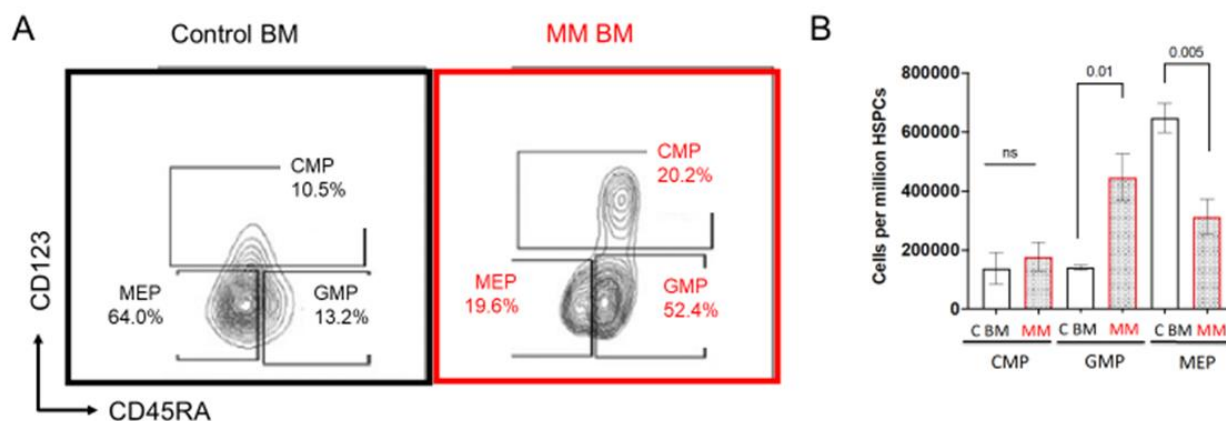 A
Control BM
MM BM
CMP
10.5%
MEP
64.0%
GMP
13.2%
CMP
20.2%
MEP
19.6%
GMP
52.4%
CD123
CD45RA
B
Cells per million HSPCs
800000
600000
400000
200000
0
ns
0.01
0.005
C BM MM C BM MM C BM MM
CMP GMP MEP